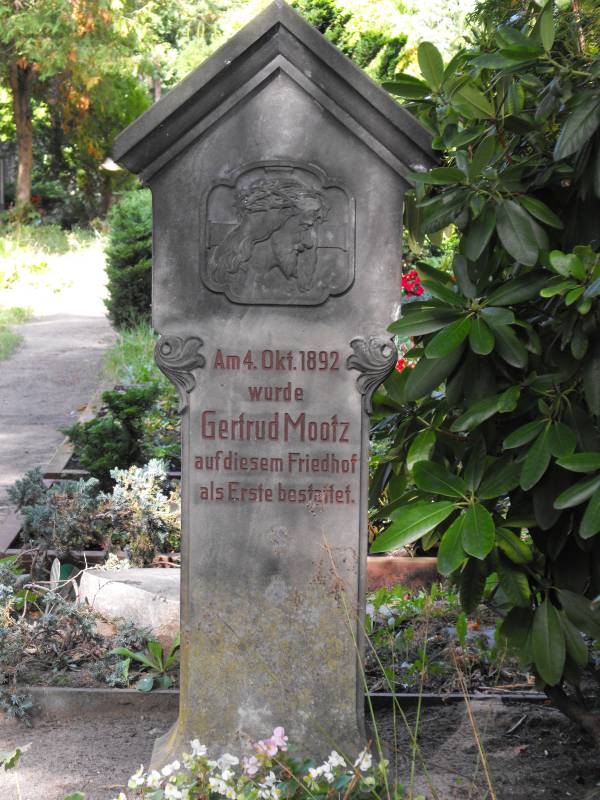 Am 4. Okt. 1892
wurde
Gertrud Mootz
auf diesem Friedhof
als Erste bestattet.